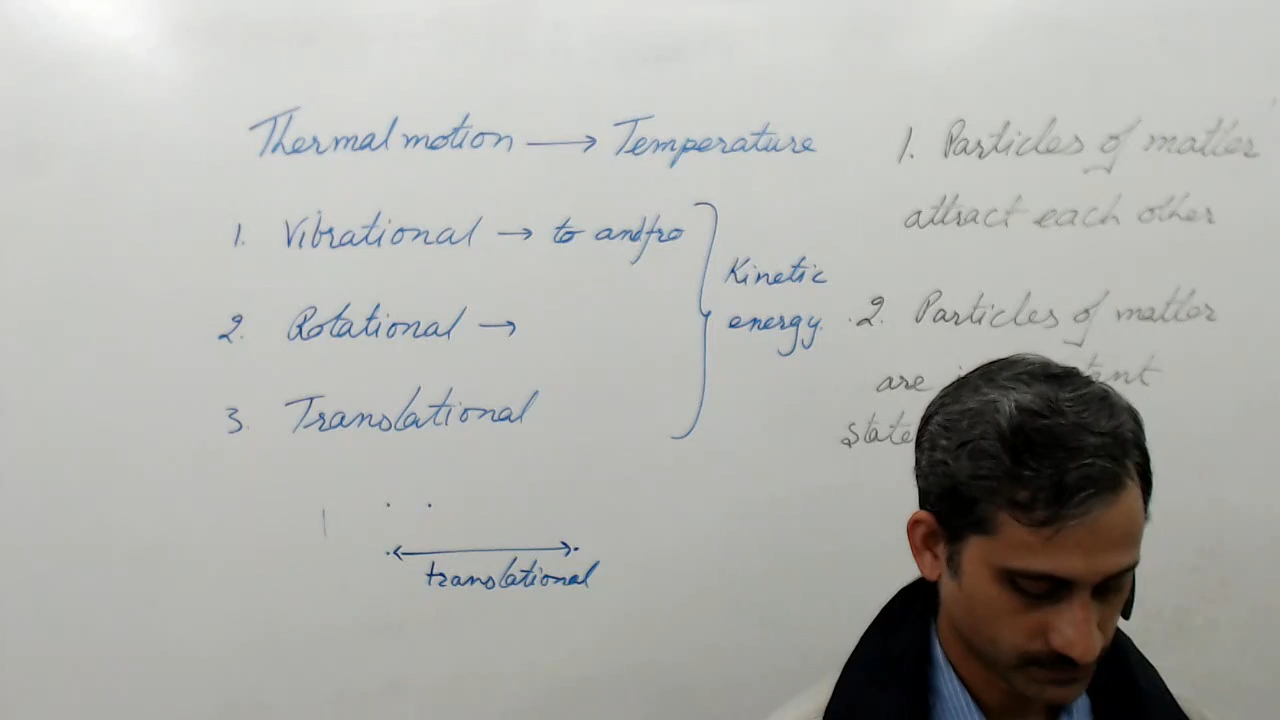 Thermal motion → Temperature
1. Vibrational → to and fro
2. Rotational →
3. Translational
Kinetic
energy.
translational
1. Particles of matter
attract each other
2. Particles of matter
are
state